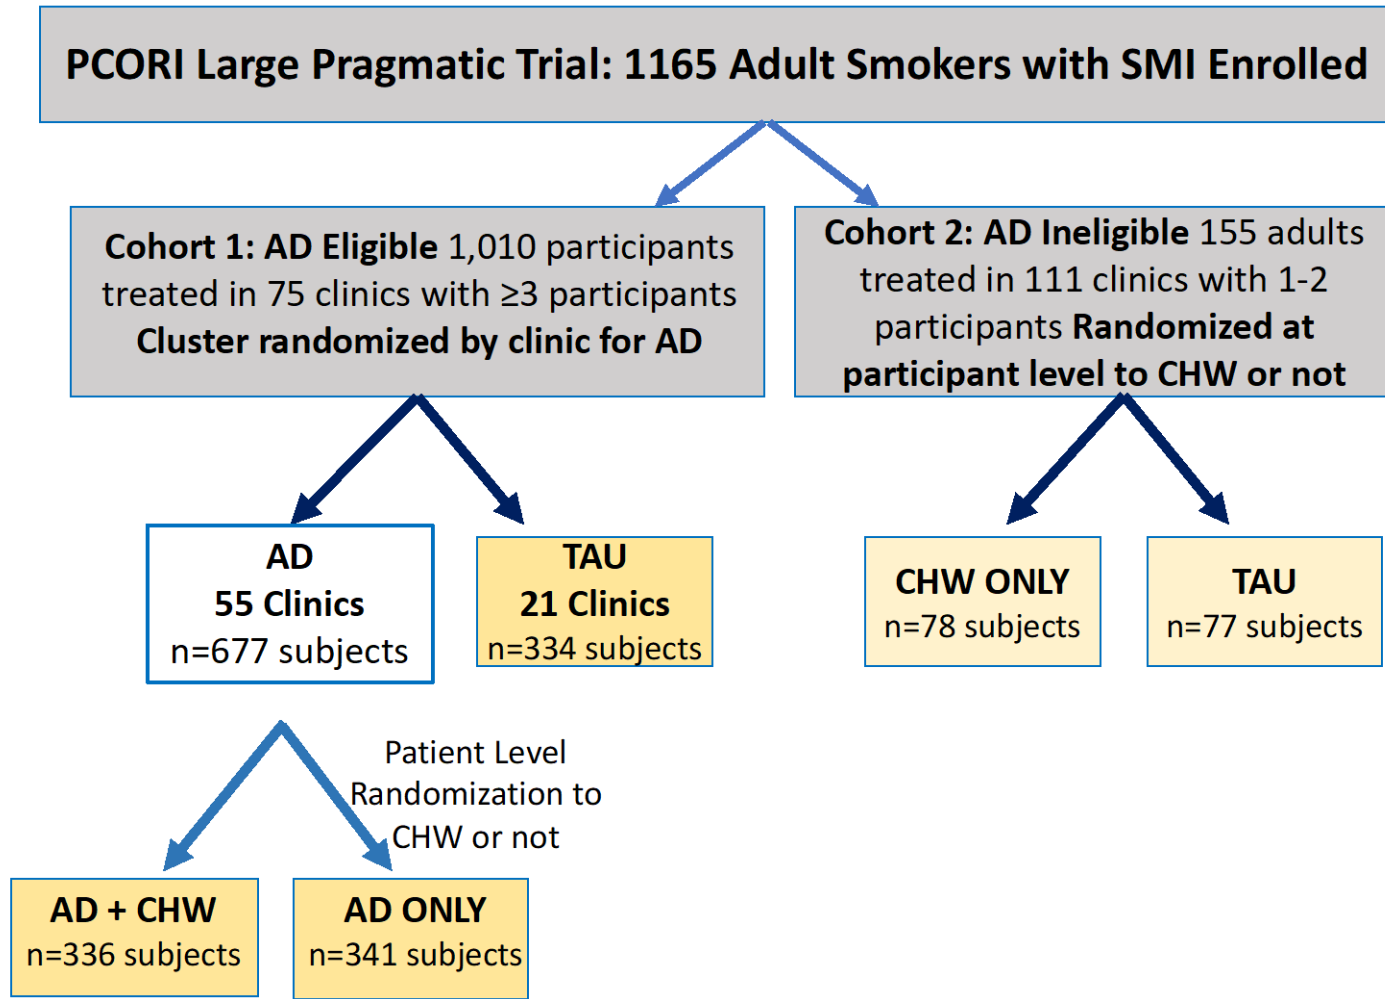 PCORI Large Pragmatic Trial: 1165 Adult Smokers with SMI Enrolled
Cohort 1: AD Eligible 1,010 participants
treated in 75 clinics with ≥3 participants
Cluster randomized by clinic for AD
Cohort 2: AD Ineligible 155 adults
treated in 111 clinics with 1-2
participants Randomized at
participant level to CHW or not
AD
55 Clinics
n=677 subjects
TAU
21 Clinics
n=334 subjects
CHW ONLY
n=78 subjects
TAU
n=77 subjects
Patient Level
Randomization to
CHW or not
AD + CHW
n=336 subjects
AD ONLY
n=341 subjects